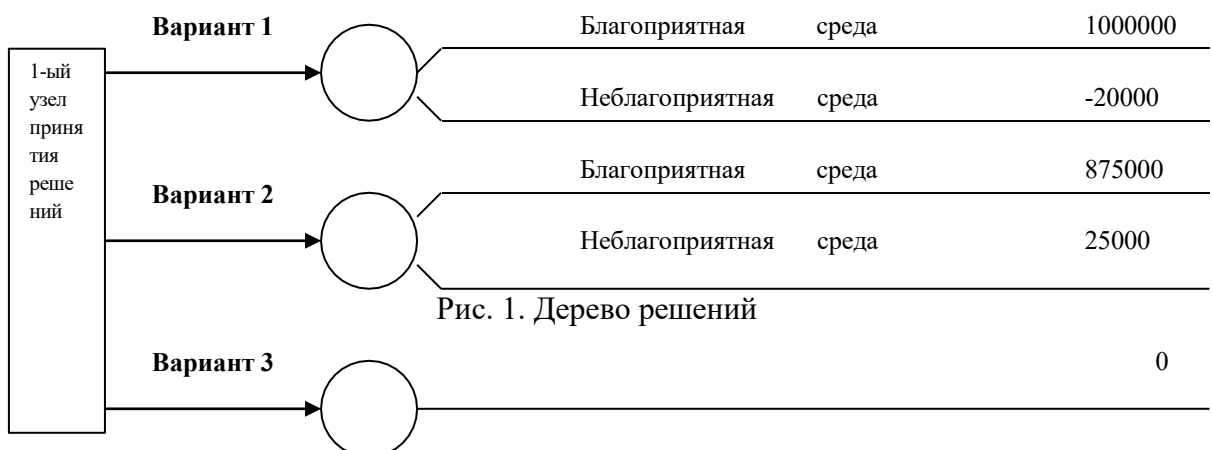 Вариант 1
Благоприятная среда 1000000
1-ый
узел
приня
тия
реше
ний
Неблагоприятная среда -20000
Вариант 2
Благоприятная среда 875000
Неблагоприятная среда 25000
Рис. 1. Дерево решений
Вариант 3
0